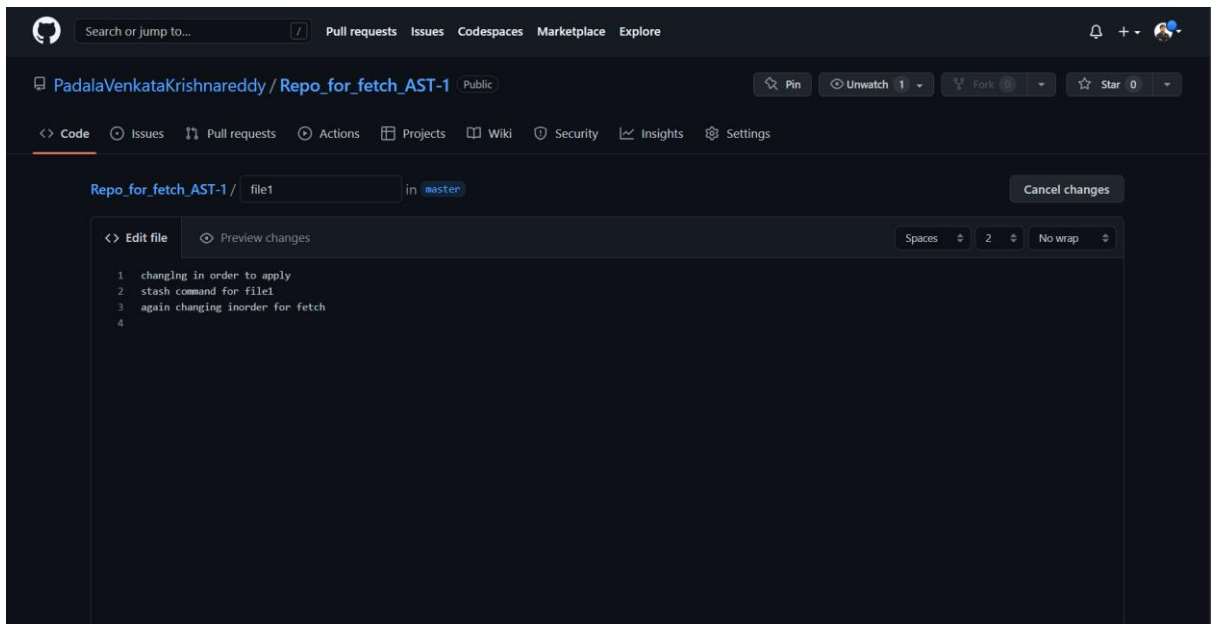 Search or jump to... / Pull requests Issues Codespaces Marketplace Explore
PadalaVenkataKrishnareddy / Repo_for_fetch_AST-1 Public Pin Unwatch 1 Fork 0 Star 0
<> Code Issues Pull requests Actions Projects Wiki Security Insights Settings
Repo_for_fetch_AST-1 / file1 in master Cancel changes
<> Edit file Preview changes Spaces 2 No wrap
1 changlng in order to apply
2 stash command for file1
3 again changing inorder for fetch
4